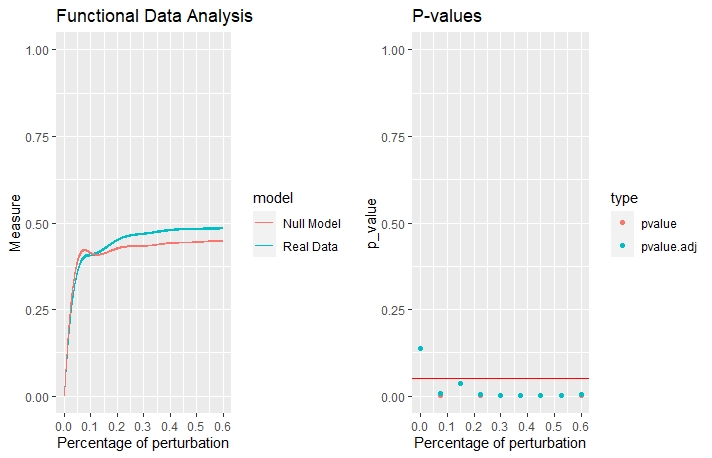 Functional Data Analysis
Measure
1.00
0.75
0.50
0.25
0.00
0.0 0.1 0.2 0.3 0.4 0.5 0.6
Percentage of perturbation
model
Null Model
Real Data
P-values
p_value
1.00
0.75
0.50
0.25
0.00
0.0 0.1 0.2 0.3 0.4 0.5 0.6
Percentage of perturbation
type
pvalue
pvalue.adj